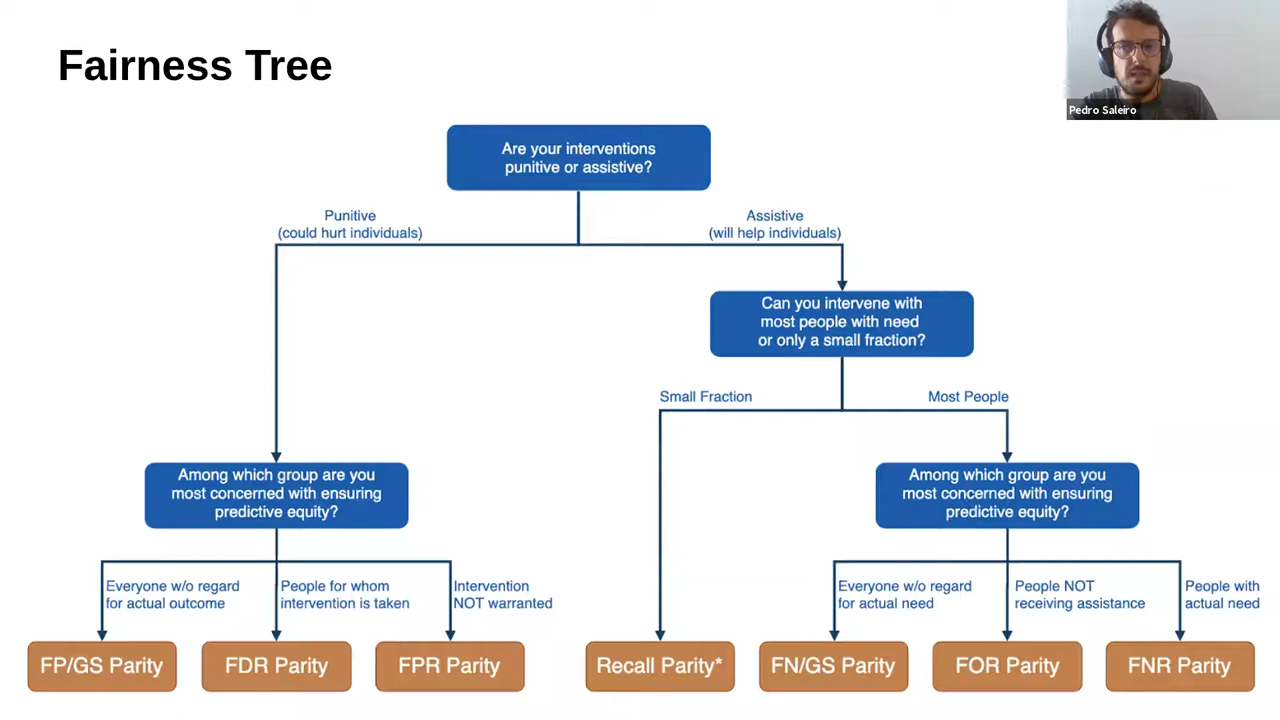 Fairness Tree
Pedro Saleiro
Are your interventions
punitive or assistive?
Punitive
(could hurt individuals)
Assistive
(will help individuals)
Can you intervene with
most people with need
or only a small fraction?
Small Fraction
Most People
Among which group are you
most concerned with ensuring
predictive equity?
Among which group are you
most concerned with ensuring
predictive equity?
Everyone w/o regard
for actual outcome
People for whom
intervention is taken
Intervention
NOT warranted
Everyone w/o regard
for actual need
People NOT
receiving assistance
People with
actual need
FP/GS Parity
FDR Parity
FPR Parity
Recall Parity*
FN/GS Parity
FOR Parity
FNR Parity